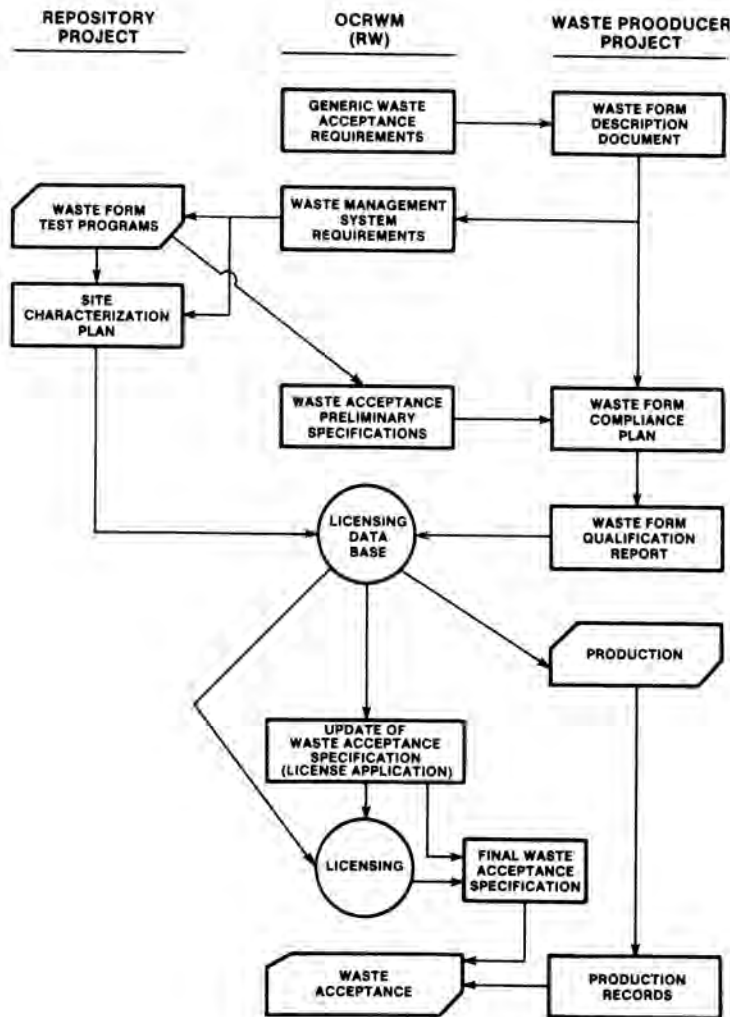 REPOSITORY
PROJECT
OCRWM
(RW)
WASTE PROODUCER
PROJECT
GENERIC WASTE
ACCEPTANCE
REQUIREMENTS
WASTE FORM
DESCRIPTION
DOCUMENT
WASTE FORM
TEST PROGRAMS
WASTE MANAGEMENT
SYSTEM
REQUIREMENTS
SITE
CHARACTERIZATION
PLAN
WASTE ACCEPTANCE
PRELIMINARY
SPECIFICATIONS
WASTE FORM
COMPLIANCE
PLAN
LICENSING
DATA
BASE
WASTE FORM
QUALIFICATION
REPORT
PRODUCTION
UPDATE OF
WASTE ACCEPTANCE
SPECIFICATION
(LICENSE APPLICATION)
LICENSING
FINAL WASTE
ACCEPTANCE
SPECIFICATION
WASTE
ACCEPTANCE
PRODUCTION
RECORDS